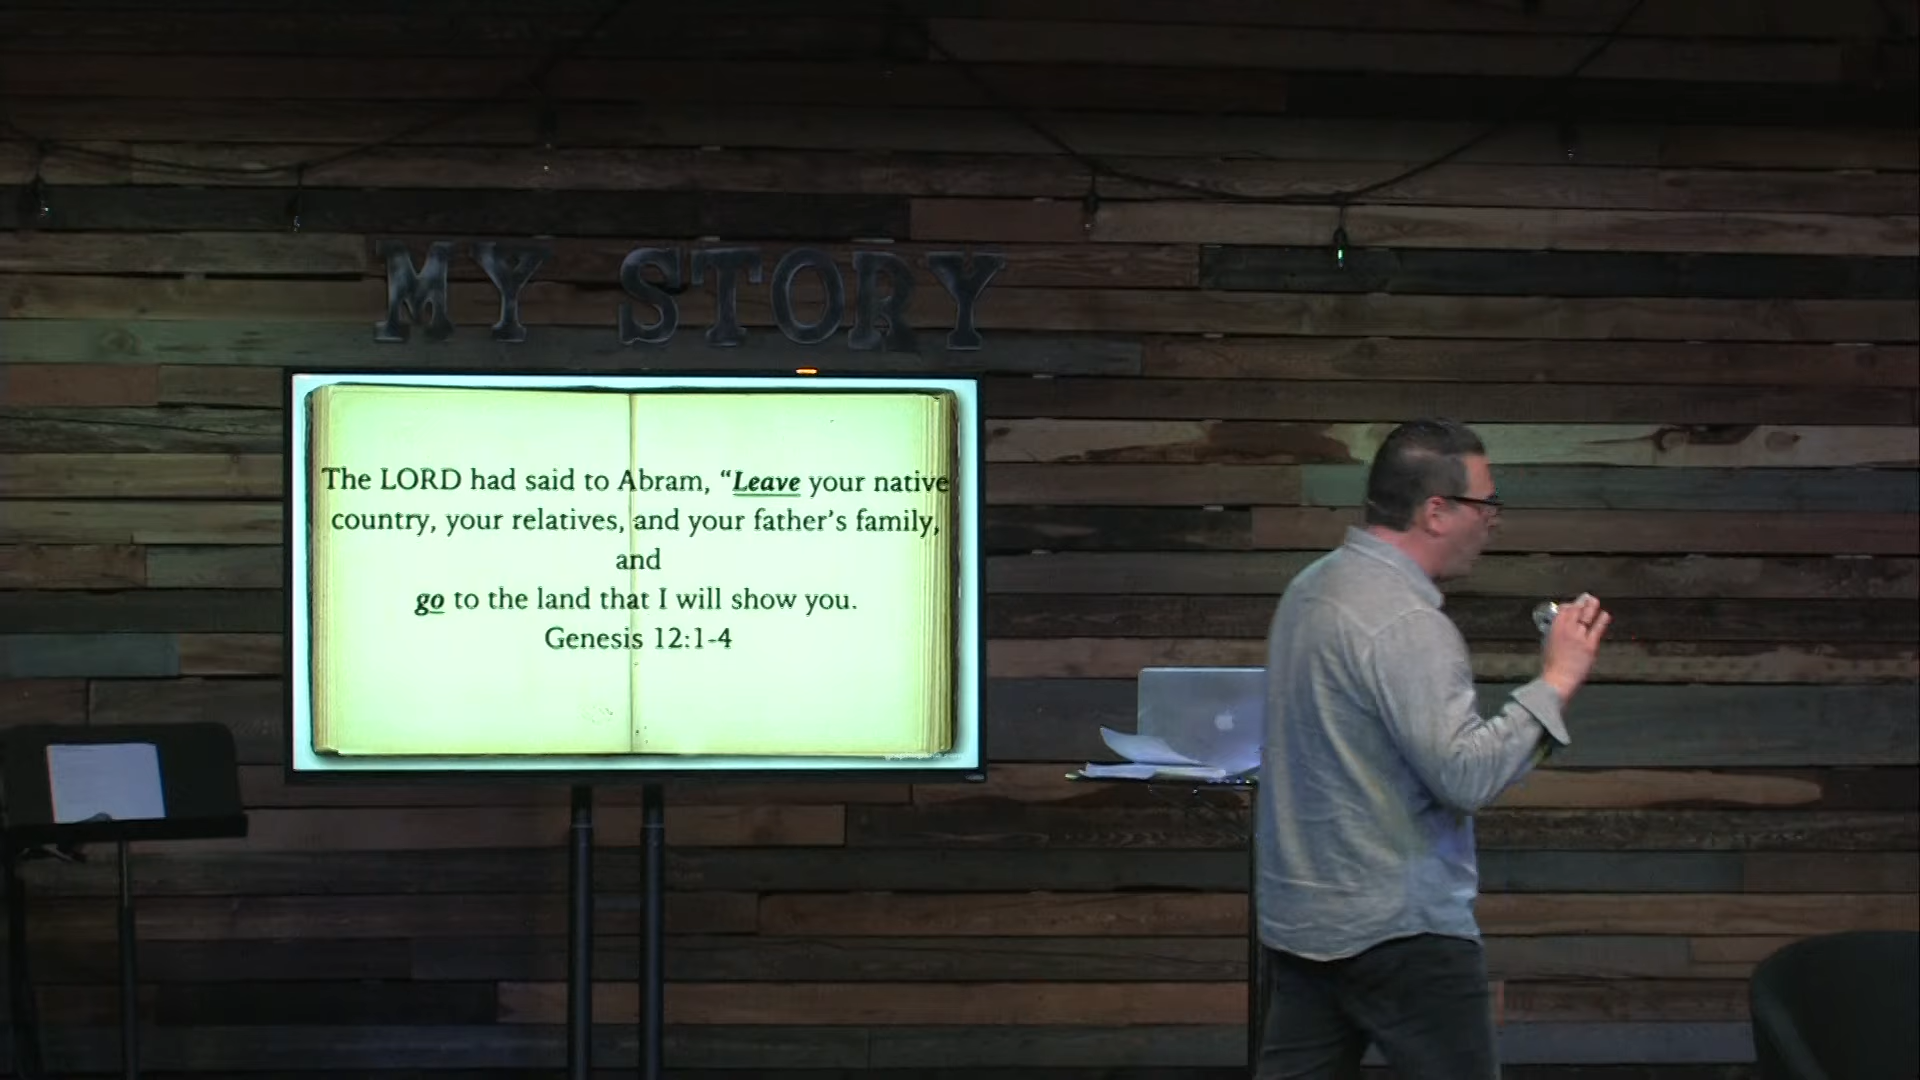 MY STORY
The LORD had said to Abram, “Leave your native
country, your relatives, and your father’s family,
and
go to the land that I will show you.
Genesis 12:1-4